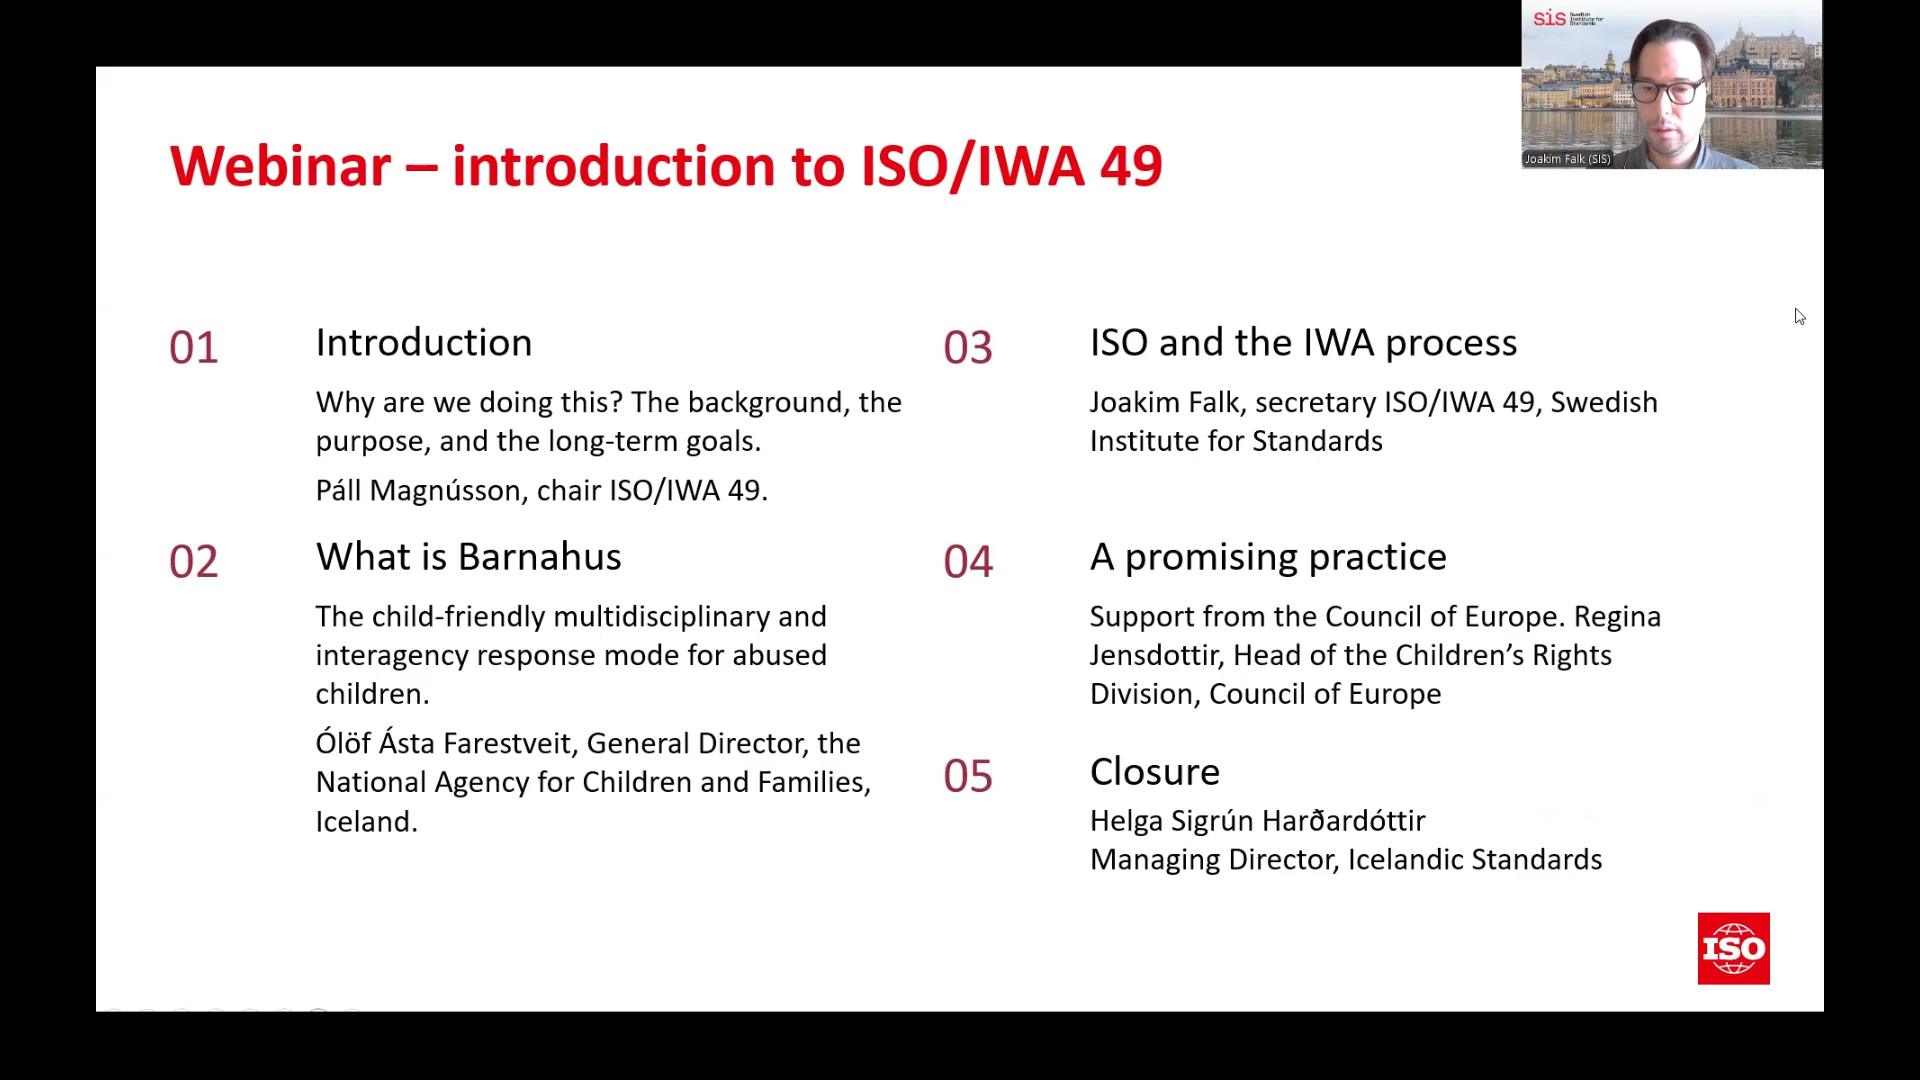 sis Swedish
Institute for
Standards
Joakim Falk (SIS)
Webinar – introduction to ISO/IWA 49
01
Introduction
Why are we doing this? The background, the
purpose, and the long-term goals.
Páll Magnússon, chair ISO/IWA 49.
02
What is Barnahus
The child-friendly multidisciplinary and
interagency response mode for abused
children.
Ólöf Ásta Farestveit, General Director, the
National Agency for Children and Families,
Iceland.
03
ISO and the IWA process
Joakim Falk, secretary ISO/IWA 49, Swedish
Institute for Standards
04
A promising practice
Support from the Council of Europe. Regina
Jensdottir, Head of the Children’s Rights
Division, Council of Europe
05
Closure
Helga Sigrún Harðardóttir
Managing Director, Icelandic Standards
ISO